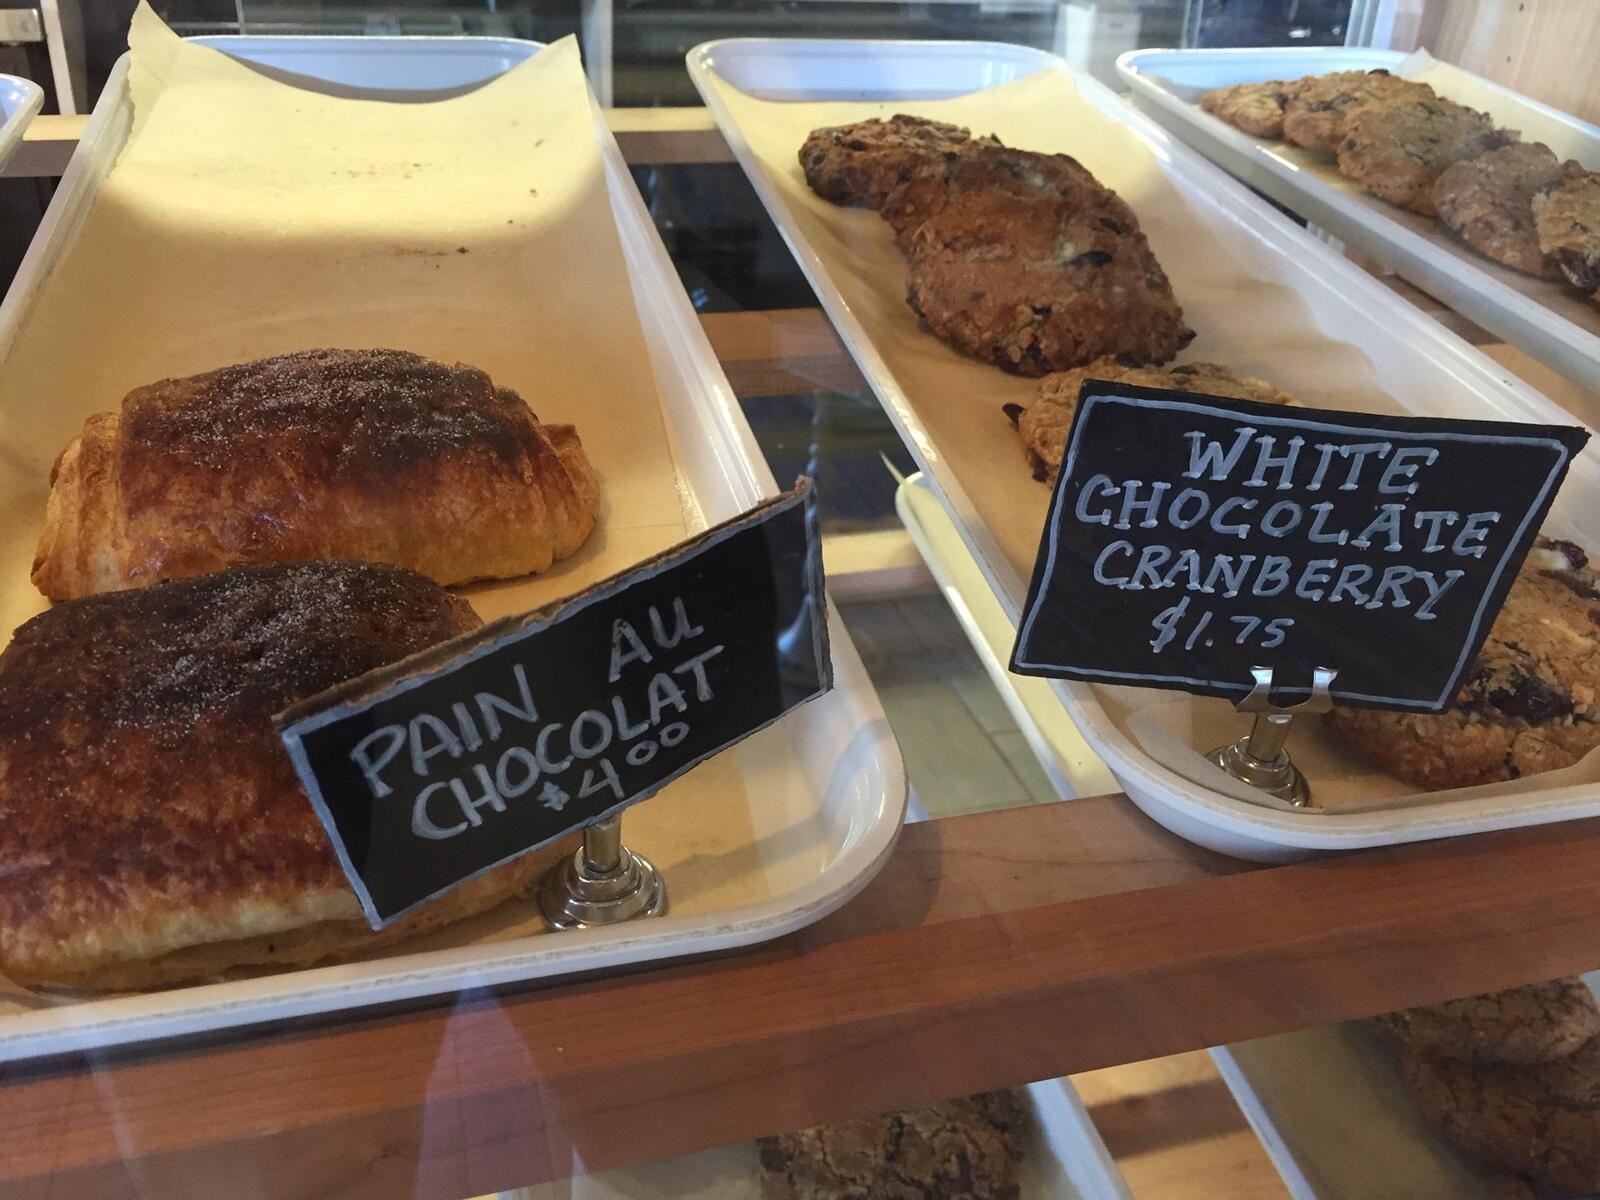 PAIN AU
CHOCOLAT
$4.00
WHITE
CHOCOLATE
CRANBERRY
$1.75